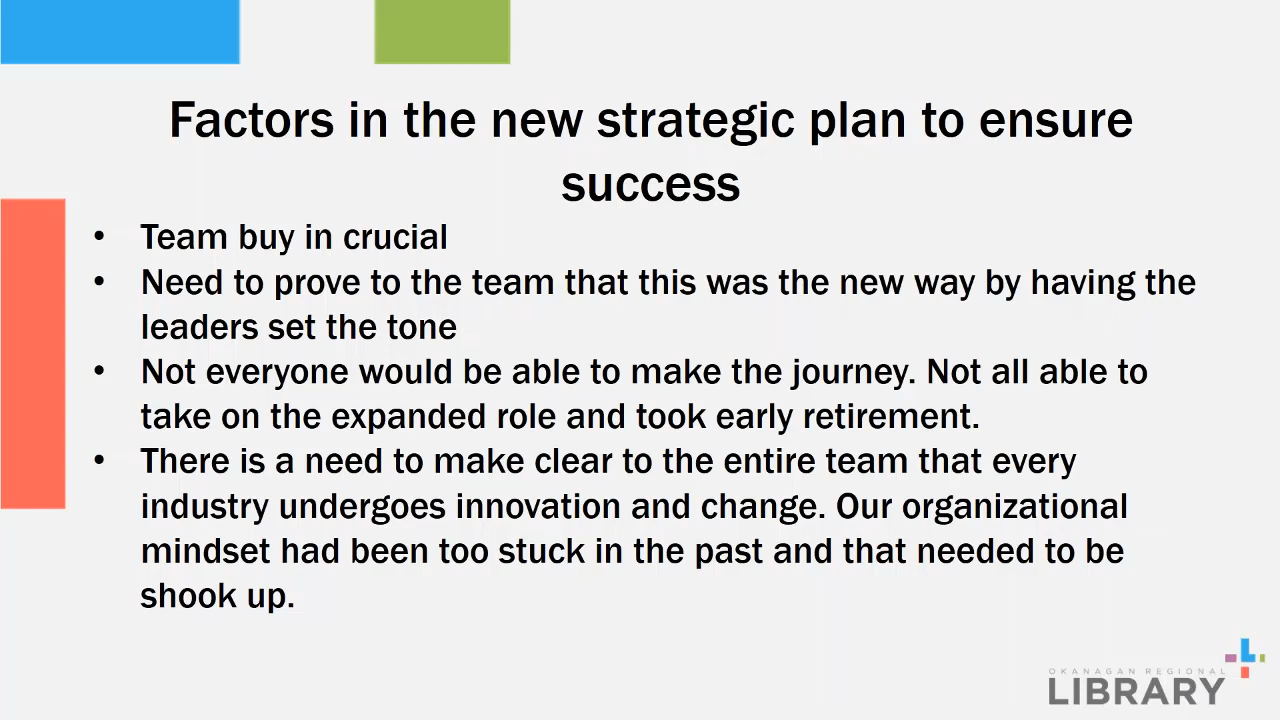 Factors in the new strategic plan to ensure
success
• Team buy in crucial
• Need to prove to the team that this was the new way by having the
leaders set the tone
• Not everyone would be able to make the journey. Not all able to
take on the expanded role and took early retirement.
• There is a need to make clear to the entire team that every
industry undergoes innovation and change. Our organizational
mindset had been too stuck in the past and that needed to be
shook up.
OKANAGAN REGIONAL
LIBRARY